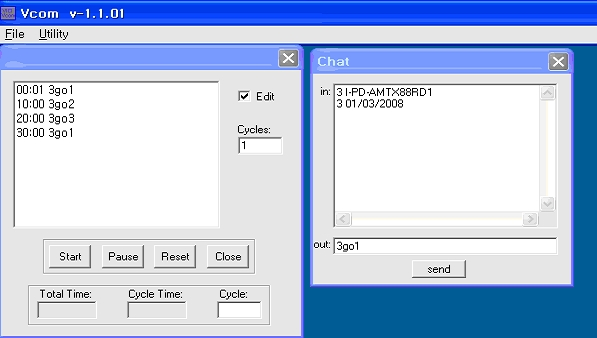 Vcom v-1.1.01
File Utility
00:01 3go1
10:00 3go2
20:00 3go3
30:00 3go1
Edit
Cycles:
1
Start Pause Reset Close
Total Time: Cycle Time: Cycle:
Chat
in: 3 I-PD-AMTX88RD1
3 01/03/2008
out: 3go1
send